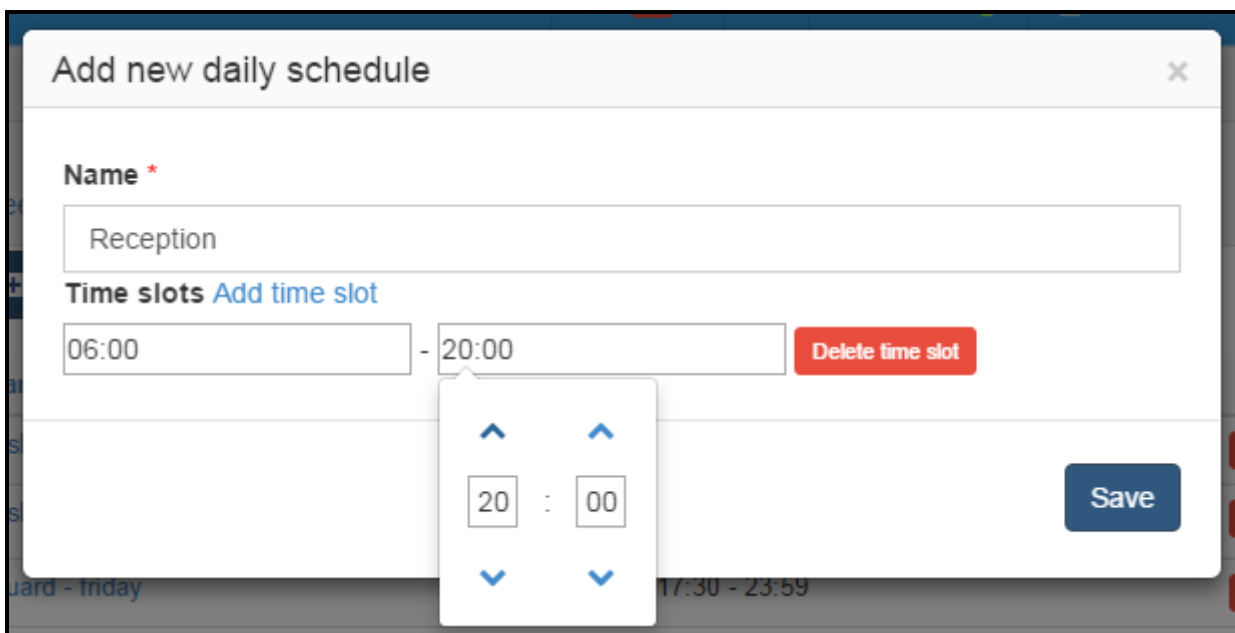 Add new daily schedule ×
Name *
Reception
Time slots Add time slot
06:00 - 20:00 Delete time slot
20 : 00
Save
uard - friday 17:30 - 23:59